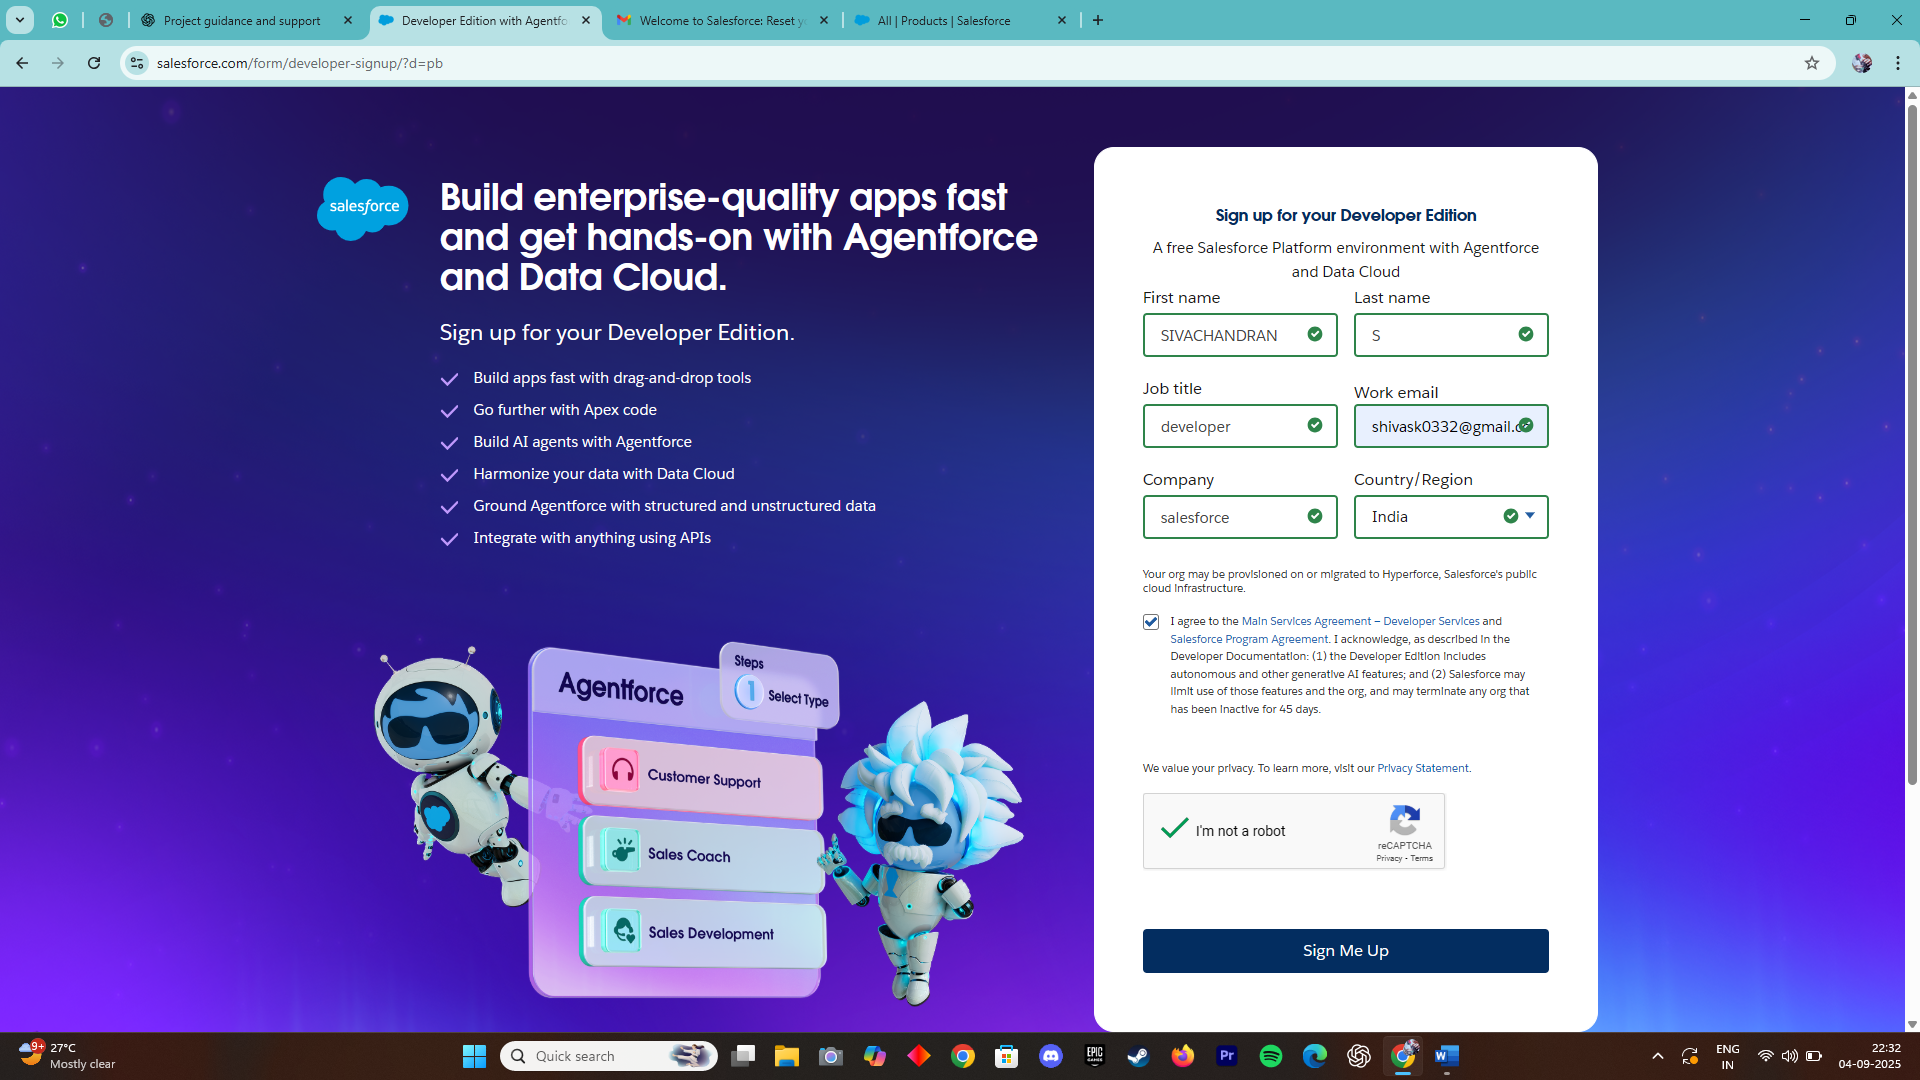 Project guidance and support
Developer Edition with Agentfo
Welcome to Salesforce: Reset yo
All | Products | Salesforce
salesforce.com/form/developer-signup/?d=pb
salesforce
Build enterprise-quality apps fast
and get hands-on with Agentforce
and Data Cloud.
Sign up for your Developer Edition.
Build apps fast with drag-and-drop tools
Go further with Apex code
Build AI agents with Agentforce
Harmonize your data with Data Cloud
Ground Agentforce with structured and unstructured data
Integrate with anything using APIs
Agentforce
Steps
1 Select Type
Customer Support
Sales Coach
Sales Development
Sign up for your Developer Edition
A free Salesforce Platform environment with Agentforce
and Data Cloud
First name
Last name
SIVACHANDRAN
S
Job title
Work email
developer
shivask0332@gmail.c
Company
Country/Region
salesforce
India
Your org may be provisioned on or migrated to Hyperforce, Salesforce's public
cloud infrastructure.
I agree to the Main Services Agreement – Developer Services and
Salesforce Program Agreement. I acknowledge, as described in the
Developer Documentation: (1) the Developer Edition includes
autonomous and other generative AI features; and (2) Salesforce may
limit use of those features and the org, and may terminate any org that
has been inactive for 45 days.
We value your privacy. To learn more, visit our Privacy Statement.
I'm not a robot
reCAPTCHA
Privacy - Terms
Sign Me Up
9+
27°C
Mostly clear
Quick search
EPIC
GAMES
Pr
W
ENG
IN
22:32
04-09-2025